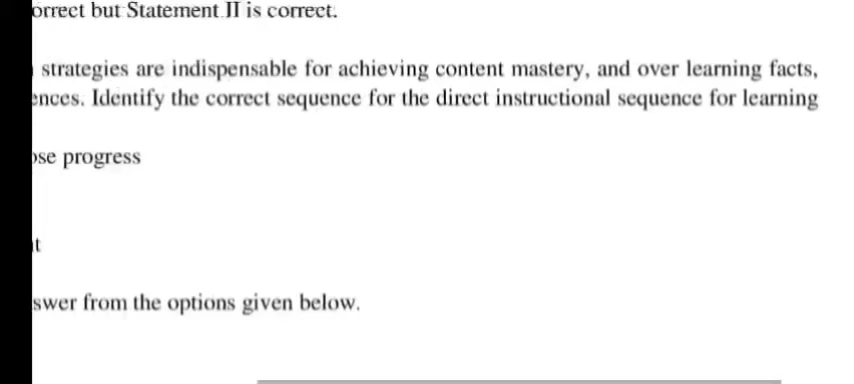 orrect but Statement II is correct.
strategies are indispensable for achieving content mastery, and over learning facts,
ences. Identify the correct sequence for the direct instructional sequence for learning
ose progress
t
swer from the options given below.